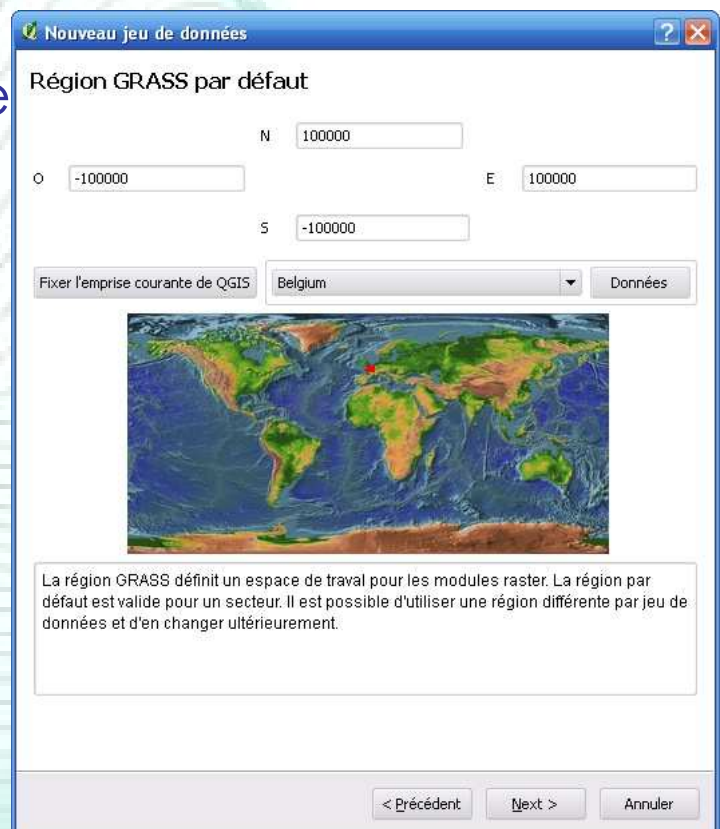 Nouveau jeu de données
Région GRASS par défaut
e
N 100000
O -100000 E 100000
S -100000
Fixer l'emprise courante de QGIS Belgium Données
La région GRASS définit un espace de traval pour les modules raster. La région par
défaut est valide pour un secteur. Il est possible d'utiliser une région différente par jeu de
données et d'en changer ultérieurement.
< Précédent Next > Annuler